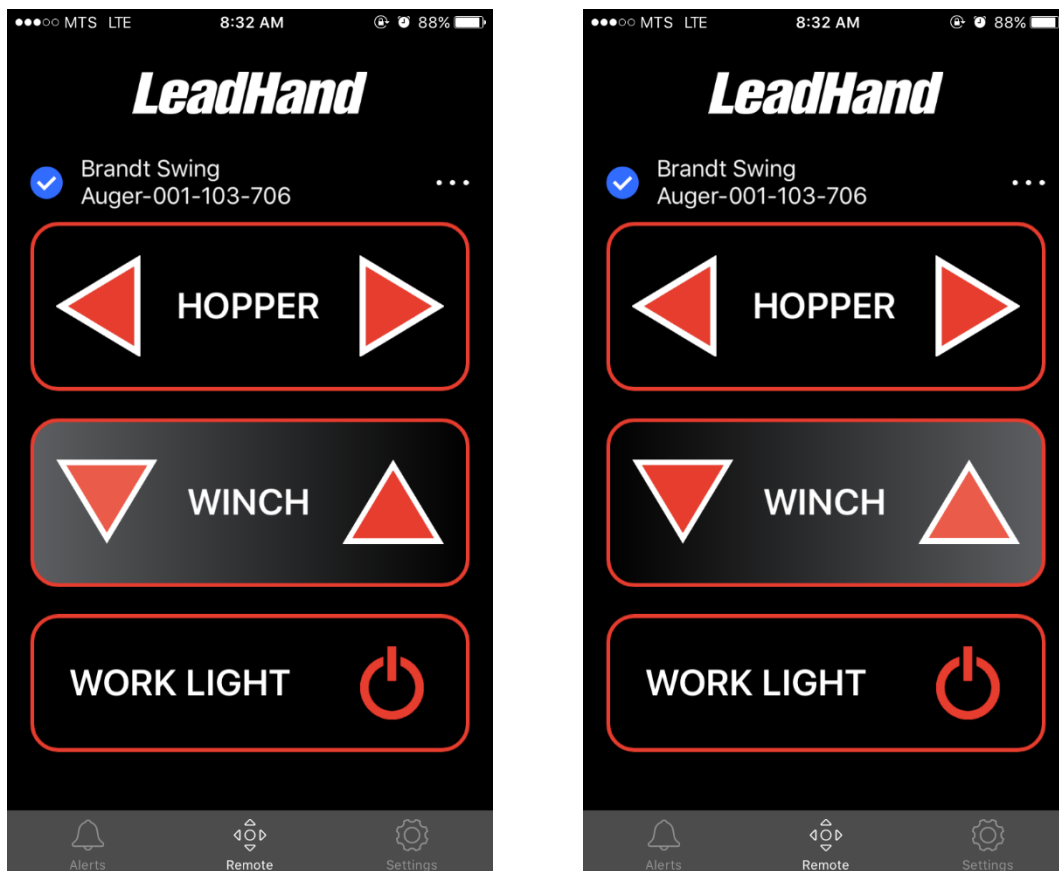 MTS LTE 8:32 AM 88%
LeadHand
Brandt Swing
Auger-001-103-706
HOPPER
WINCH
WORK LIGHT
Alerts Remote Settings
MTS LTE 8:32 AM 88%
LeadHand
Brandt Swing
Auger-001-103-706
HOPPER
WINCH
WORK LIGHT
Alerts Remote Settings